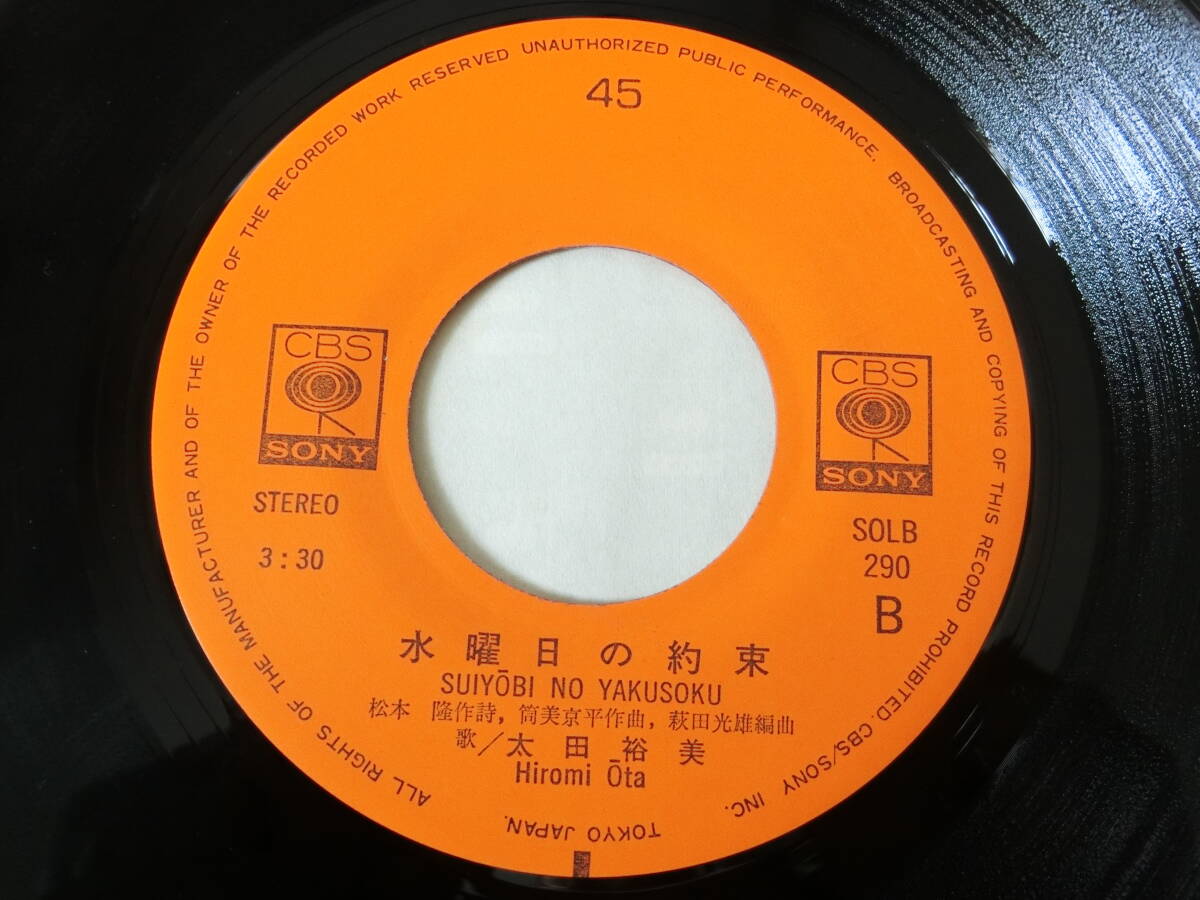 ALL RIGHTS OF THE MANUFACTURER AND OF THE OWNER OF THE RECORDED WORK RESERVED UNAUTHORIZED PUBLIC PERFORMANCE, BROADCASTING AND COPYING OF THIS RECORD PROHIBITED. CBS/SONY INC.
TOKYO JAPAN.
45
CBS
SONY
CBS
SONY
STEREO
3:30
SOLB
290
B
水曜日の約束
SUIYŌBI NO YAKUSOKU
松本 隆作詩, 筒美京平作曲, 萩田光雄編曲
歌／太田裕美
Hiromi Ōta